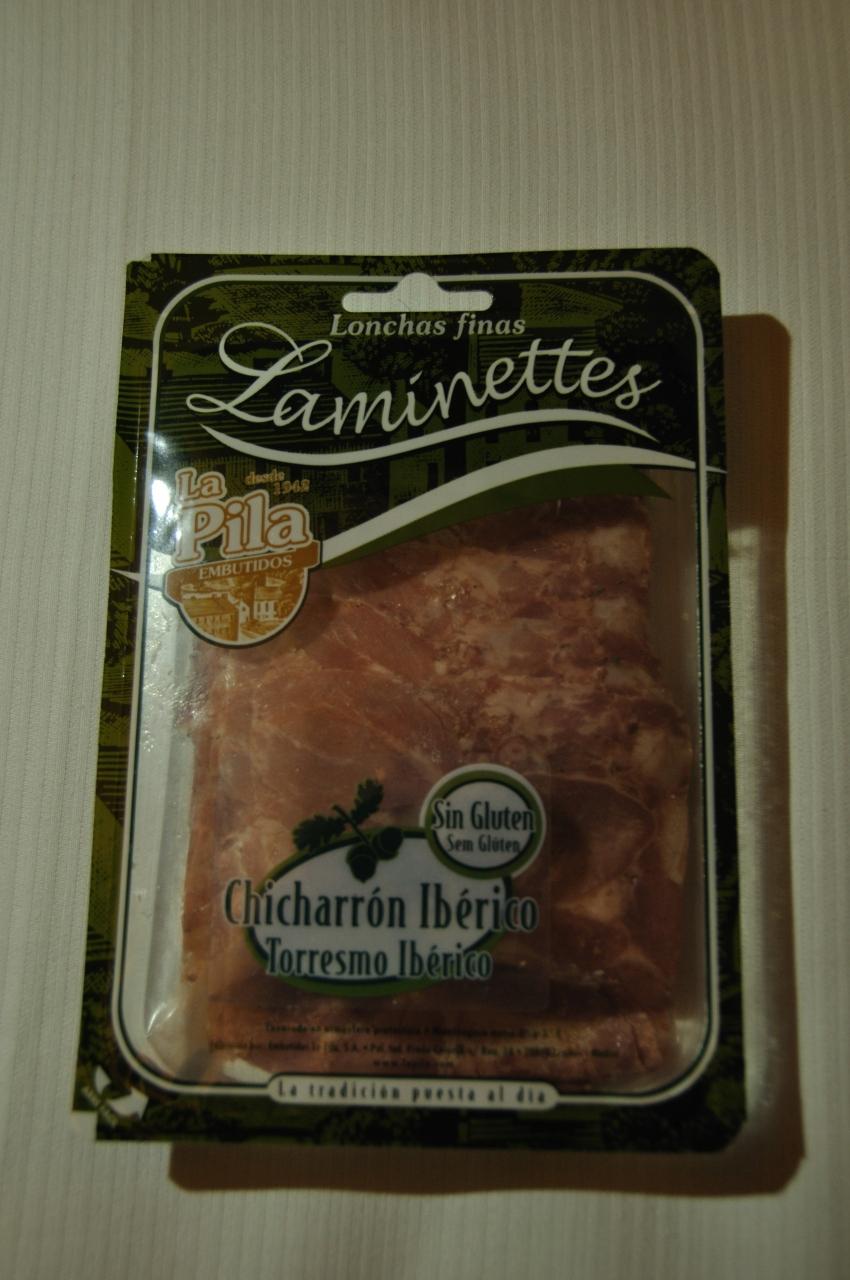 Lonchas finas
Laminettes
La
desde
1942
Pila
EMBUTIDOS
Sin Gluten
Sem Glúten
Chicharrón Ibérico
Torresmo Ibérico
La tradición puesta al día